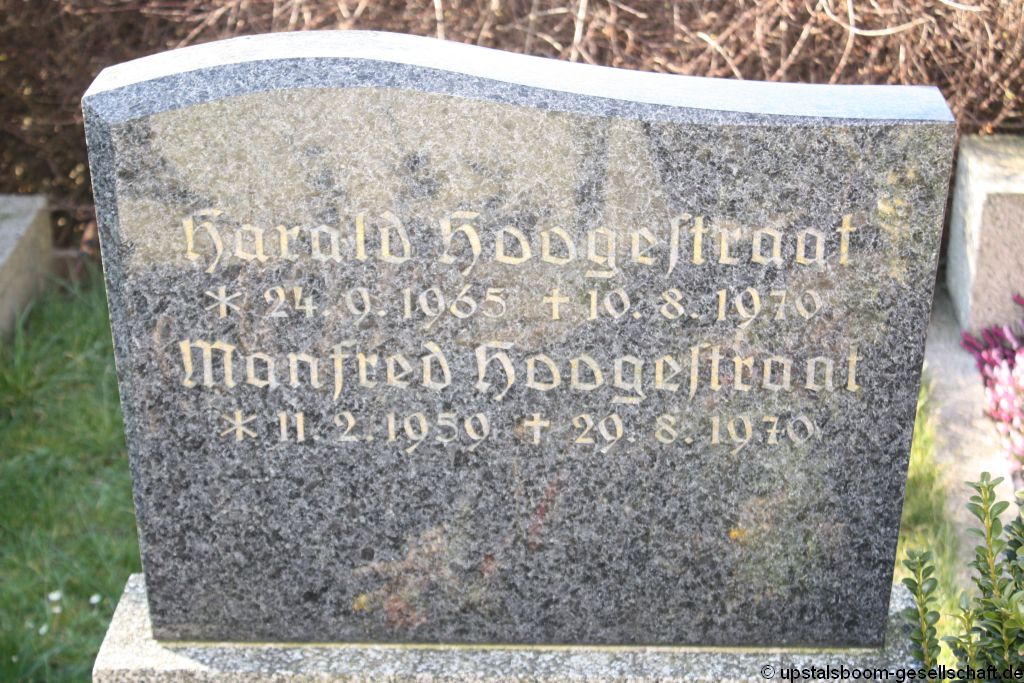 Harald Hoogestraat
* 24. 9. 1965 † 10. 8. 1970
Manfred Hoogestraat
* 11. 2. 1959 † 29. 8. 1970
© upstalsboom-gesellschaft.de